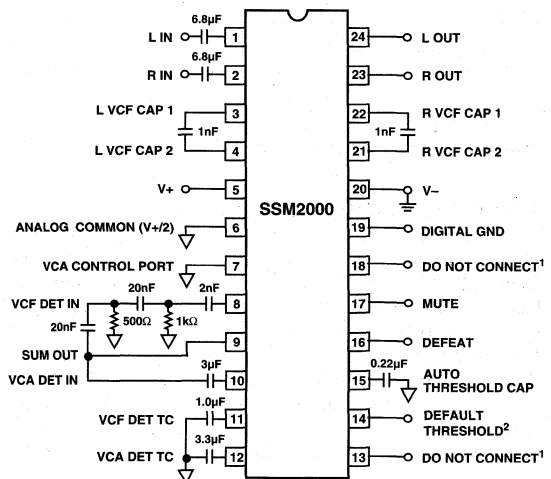 6.8µF
L IN
1
24
L OUT
6.8µF
R IN
2
23
R OUT
L VCF CAP 1
3
22
R VCF CAP 1
1nF
1nF
L VCF CAP 2
4
21
R VCF CAP 2
V+
5
20
V–
SSM2000
ANALOG COMMON (V+/2)
6
19
DIGITAL GND
VCA CONTROL PORT
7
18
DO NOT CONNECT1
20nF
2nF
VCF DET IN
8
17
MUTE
20nF
500Ω
1kΩ
SUM OUT
9
16
DEFEAT
3µF
0.22µF
VCA DET IN
10
15
AUTO
THRESHOLD CAP
1.0µF
VCF DET TC
11
14
DEFAULT
THRESHOLD2
3.3µF
VCA DET TC
12
13
DO NOT CONNECT1